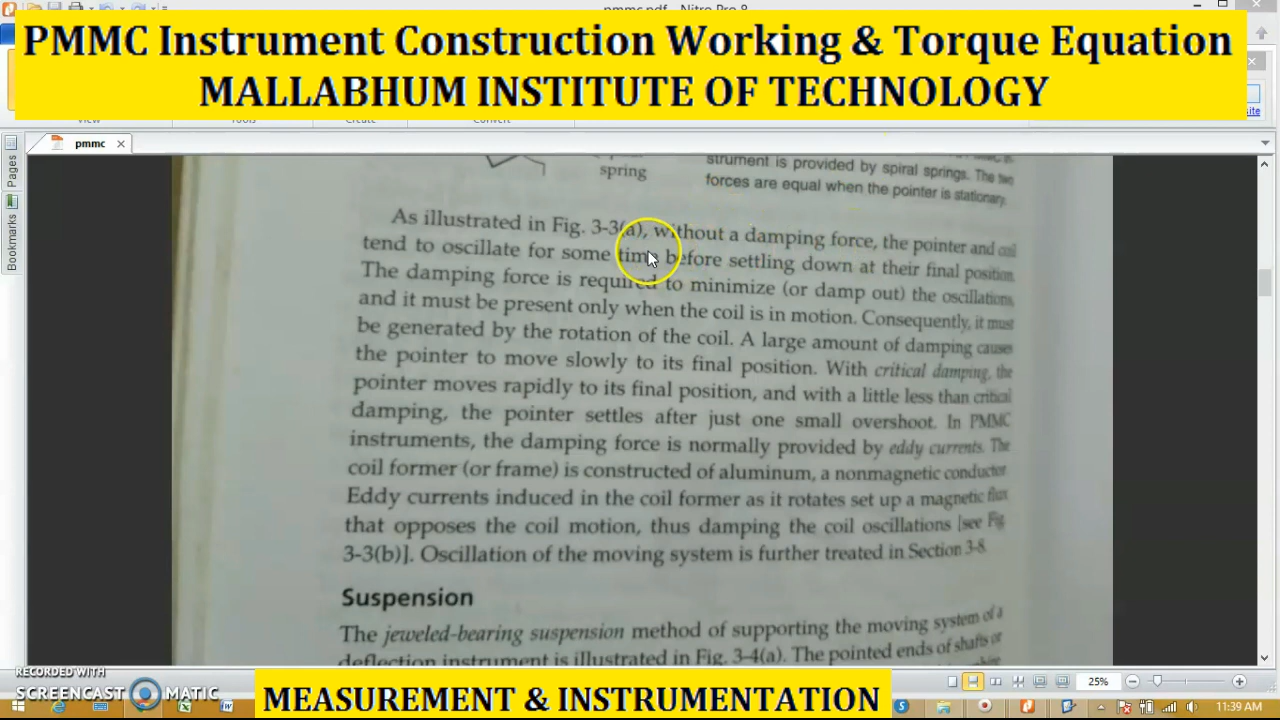 pmmc.pdf - Nitro Pro 8
PMMC Instrument Construction Working & Torque Equation
MALLABHUM INSTITUTE OF TECHNOLOGY
View Tools Create Convert
pmmc
Pages
Bookmarks
spring
strument is provided by spiral springs. The two
forces are equal when the pointer is stationary.
As illustrated in Fig. 3-3(a), without a damping force, the pointer and coil
tend to oscillate for some time before settling down at their final position.
The damping force is required to minimize (or damp out) the oscillations,
and it must be present only when the coil is in motion. Consequently, it must
be generated by the rotation of the coil. A large amount of damping causes
the pointer to move slowly to its final position. With critical damping, the
pointer moves rapidly to its final position, and with a little less than critical
damping, the pointer settles after just one small overshoot. In PMMC
instruments, the damping force is normally provided by eddy currents. The
coil former (or frame) is constructed of aluminum, a nonmagnetic conductor.
Eddy currents induced in the coil former as it rotates set up a magnetic flux
that opposes the coil motion, thus damping the coil oscillations [see Fig.
3-3(b)]. Oscillation of the moving system is further treated in Section 3-8.
Suspension
The jeweled-bearing suspension method of supporting the moving system of a
deflection instrument is illustrated in Fig. 3-4(a). The pointed ends of shafts or
RECORDED WITH
SCREENCAST MATIC
MEASUREMENT & INSTRUMENTATION
25%
11:39 AM